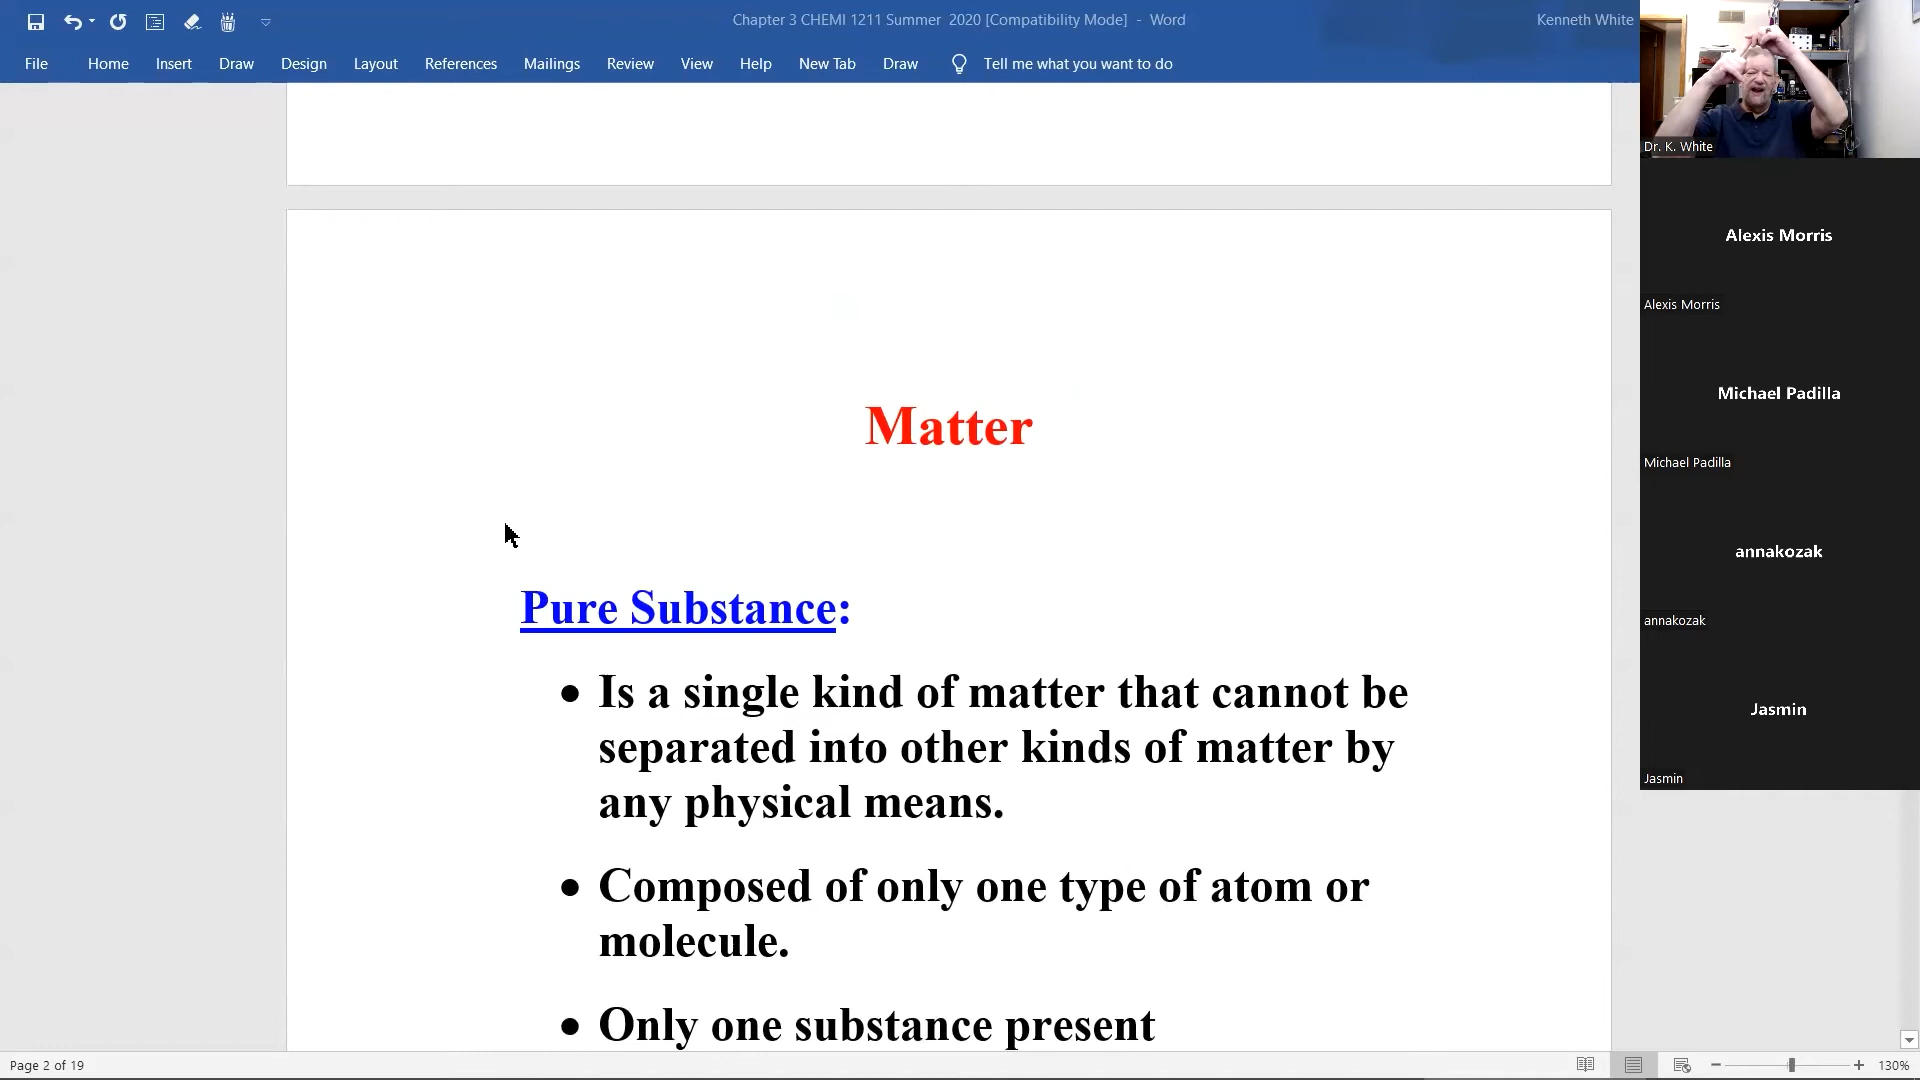 Chapter 3 CHEMI 1211 Summer 2020 [Compatibility Mode] - Word
Kenneth White
File Home Insert Draw Design Layout References Mailings Review View Help New Tab Draw Tell me what you want to do
Dr. K. White
Alexis Morris
Alexis Morris
Michael Padilla
Michael Padilla
annakozak
annakozak
Jasmin
Jasmin
Matter
Pure Substance:
• Is a single kind of matter that cannot be
separated into other kinds of matter by
any physical means.
• Composed of only one type of atom or
molecule.
• Only one substance present
Page 2 of 19
130%